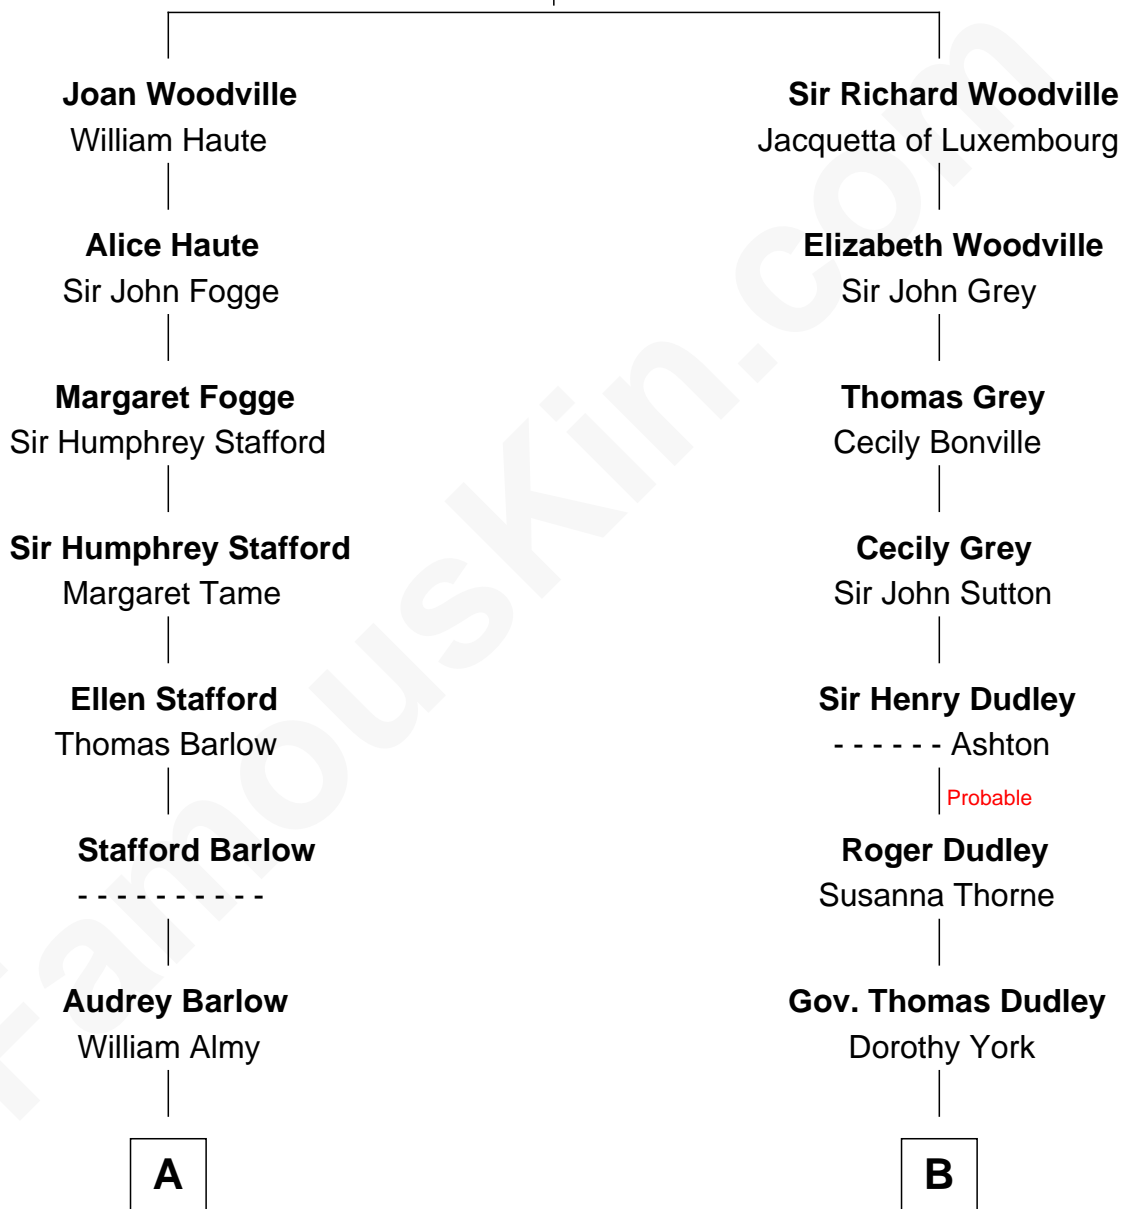 Joan Woodville
William Haute
Alice Haute
Sir John Fogge
Margaret Fogge
Sir Humphrey Stafford
Sir Humphrey Stafford
Margaret Tame
Ellen Stafford
Thomas Barlow
Stafford Barlow
- - - - - - - - - -
Audrey Barlow
William Almy
A
Sir Richard Woodville
Jacquetta of Luxembourg
Elizabeth Woodville
Sir John Grey
Thomas Grey
Cecily Bonville
Cecily Grey
Sir John Sutton
Sir Henry Dudley
- - - - - - Ashton
Probable
Roger Dudley
Susanna Thorne
Gov. Thomas Dudley
Dorothy York
B
FamousKin.com